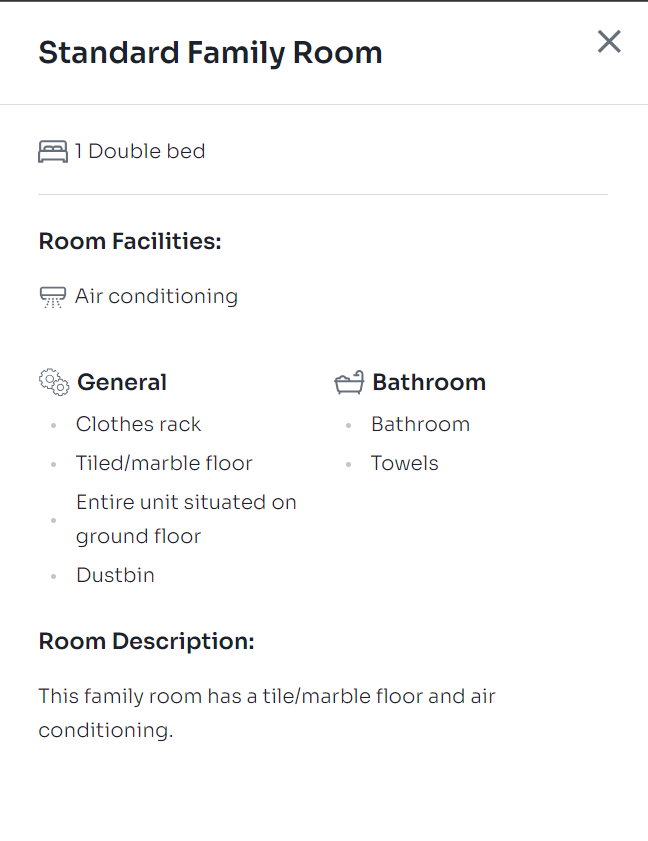 Standard Family Room
1 Double bed
Room Facilities:
Air conditioning
General
Clothes rack
Tiled/marble floor
Entire unit situated on
ground floor
Dustbin
Bathroom
Bathroom
Towels
Room Description:
This family room has a tile/marble floor and air
conditioning.